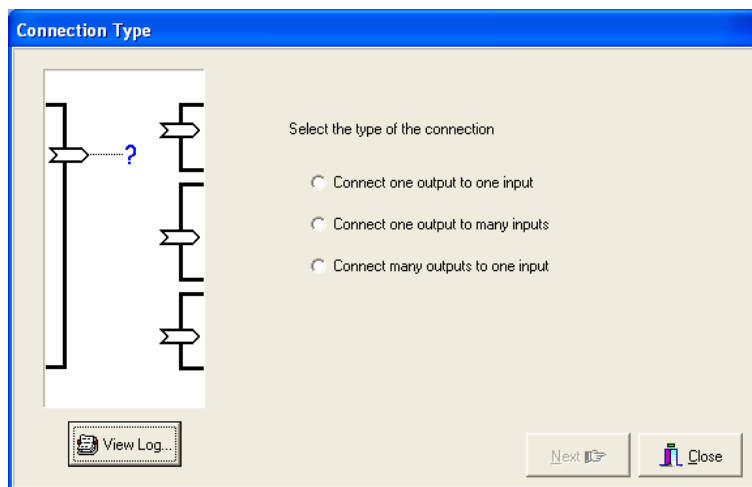 Connection Type
?
Select the type of the connection
Connect one output to one input
Connect one output to many inputs
Connect many outputs to one input
View Log...
Next
Close